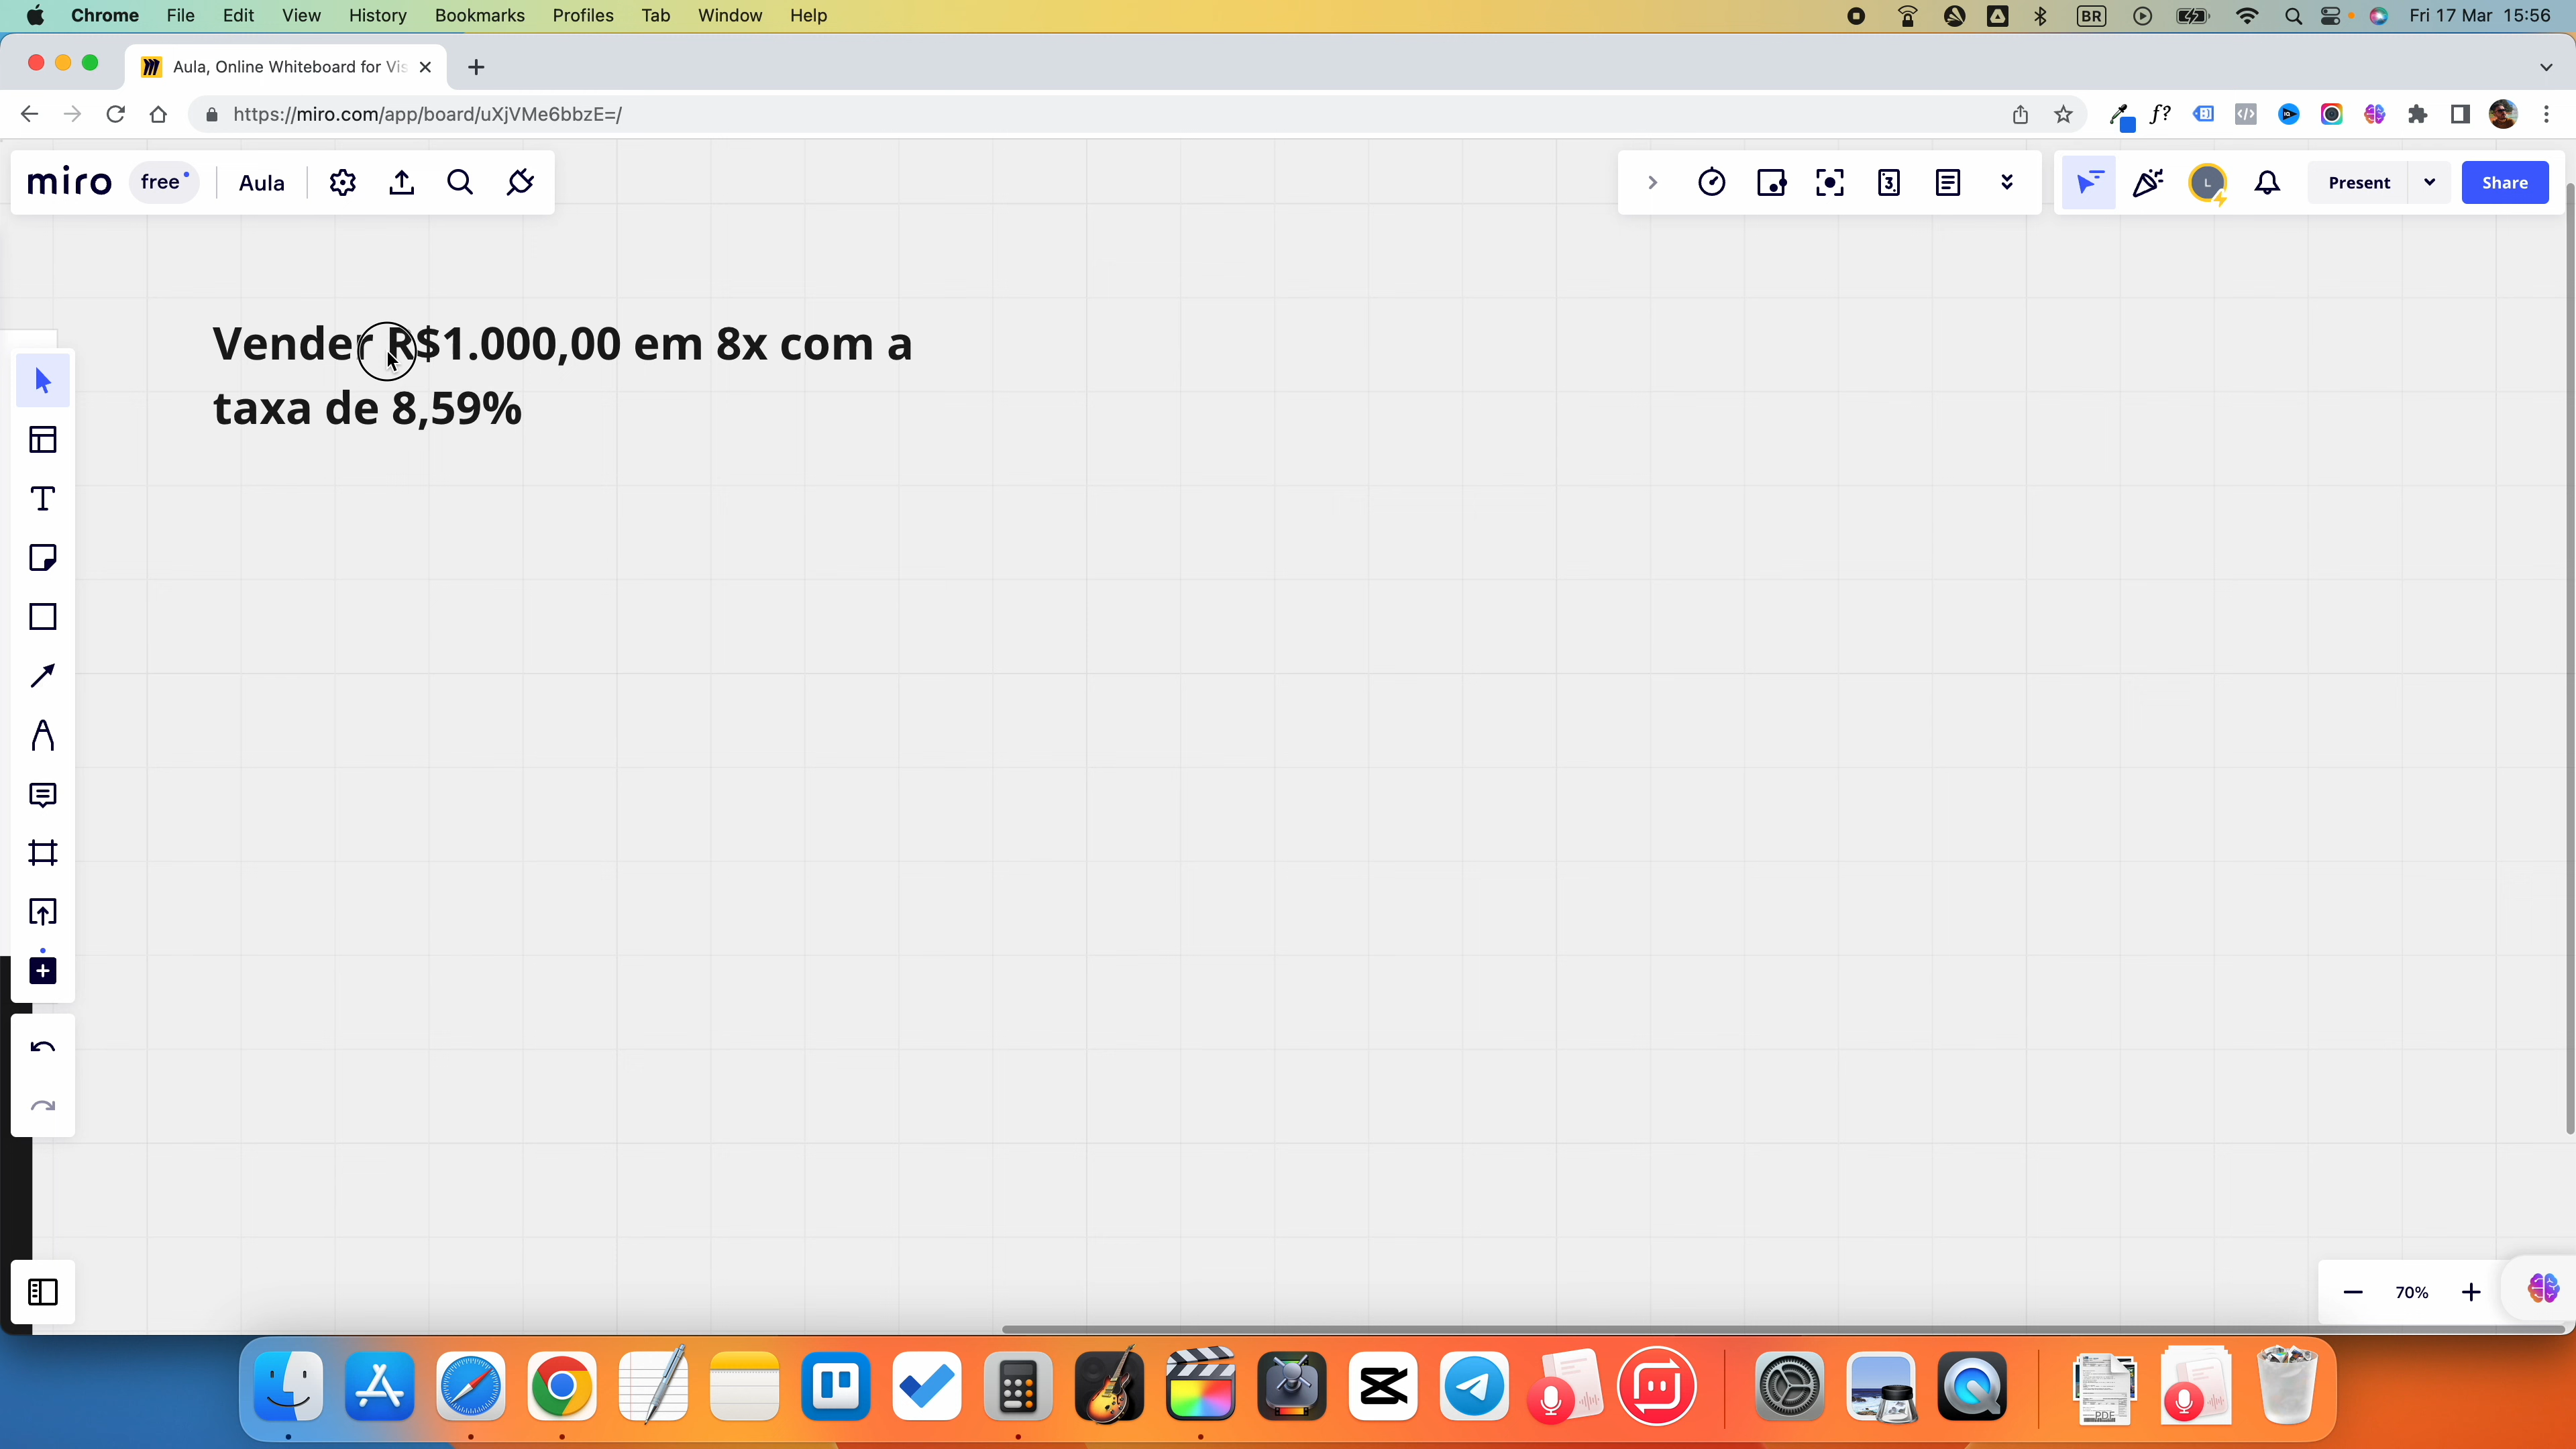 Chrome File Edit View History Bookmarks Profiles Tab Window Help BR Fri 17 Mar 15:56
Aula, Online Whiteboard for Vis
https://miro.com/app/board/uXjVMe6bbzE=/
miro free Aula Present Share
Vender R$1.000,00 em 8x com a
taxa de 8,59%
70%